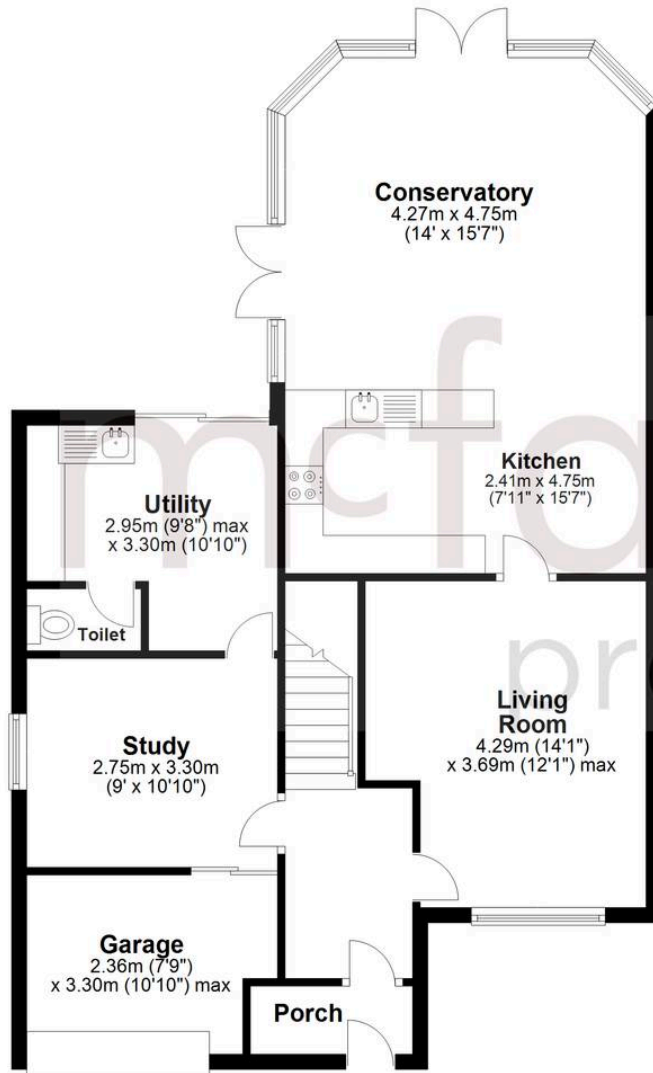 Conservatory
4.27m x 4.75m
(14' x 15'7")
Kitchen
2.41m x 4.75m
(7'11" x 15'7")
Utility
2.95m (9'8") max
x 3.30m (10'10")
Toilet
Living
Room
4.29m (14'1")
x 3.69m (12'1") max
Study
2.75m x 3.30m
(9' x 10'10")
Garage
2.36m (7'9")
x 3.30m (10'10") max
Porch
mcfa
pro